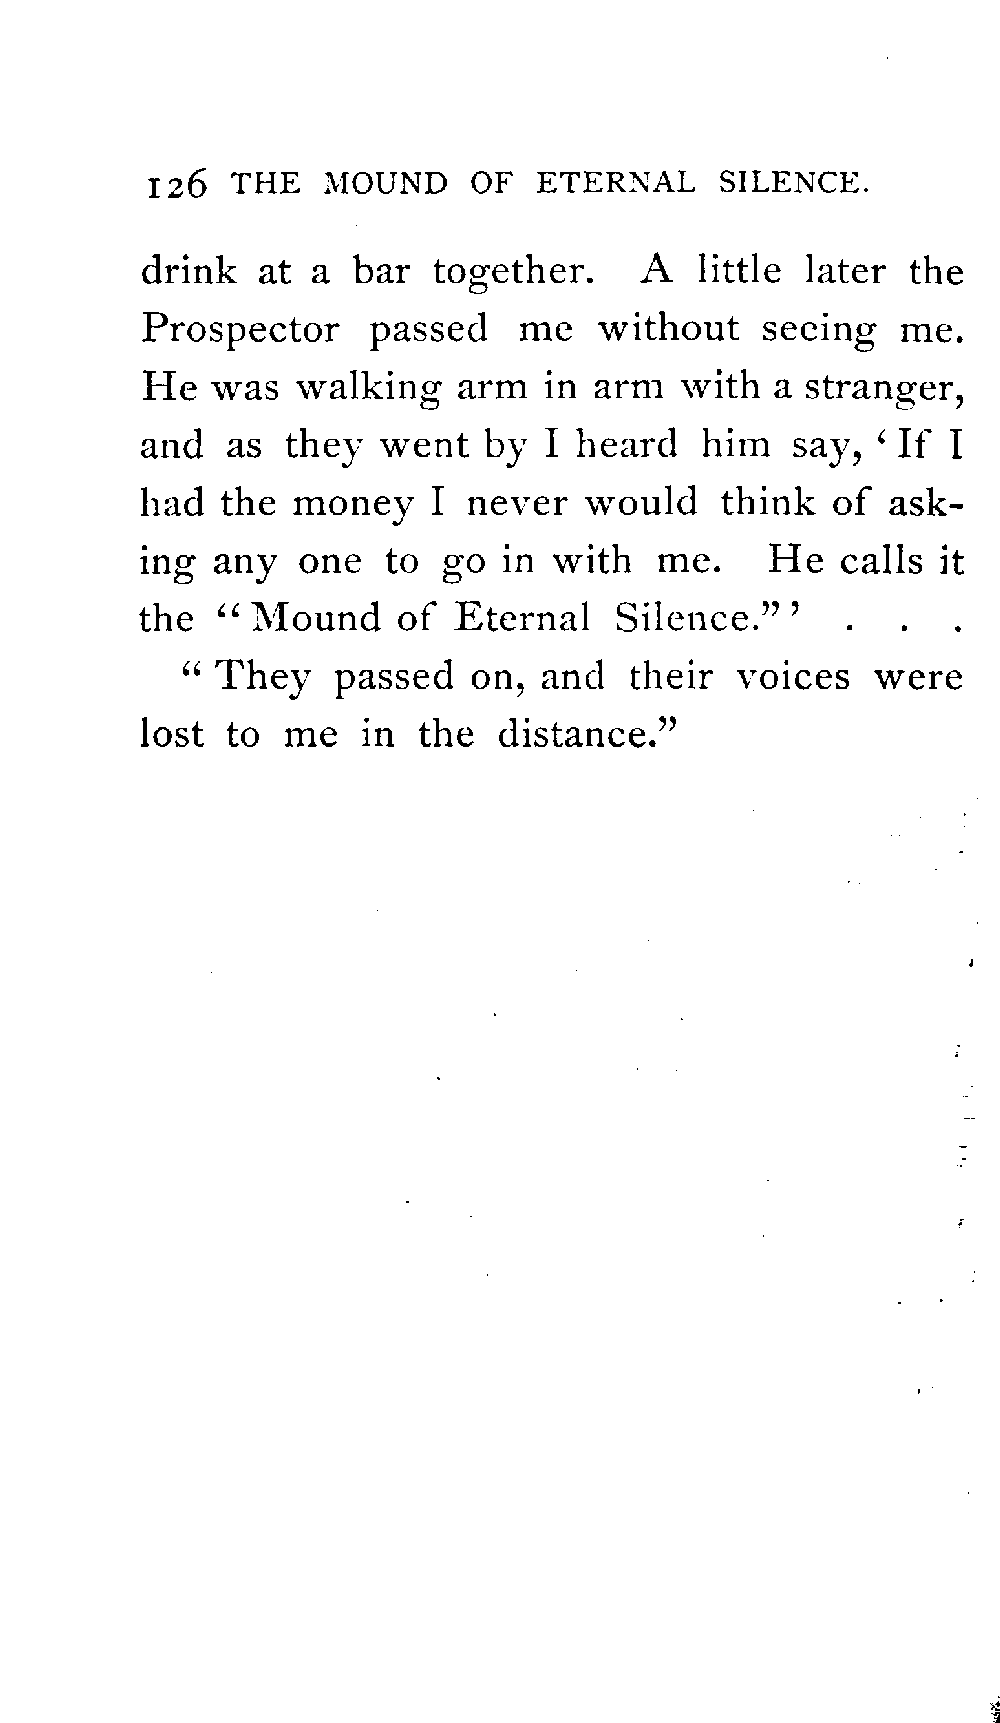 126 THE MOUND OF ETERNAL SILENCE.
drink at a bar together. A little later the
Prospector passed me without seeing me.
He was walking arm in arm with a stranger,
and as they went by I heard him say, ‘ If I
had the money I never would think of ask-
ing any one to go in with me. He calls it
the “ Mound of Eternal Silence.” ’ . . .
“ They passed on, and their voices were
lost to me in the distance.”